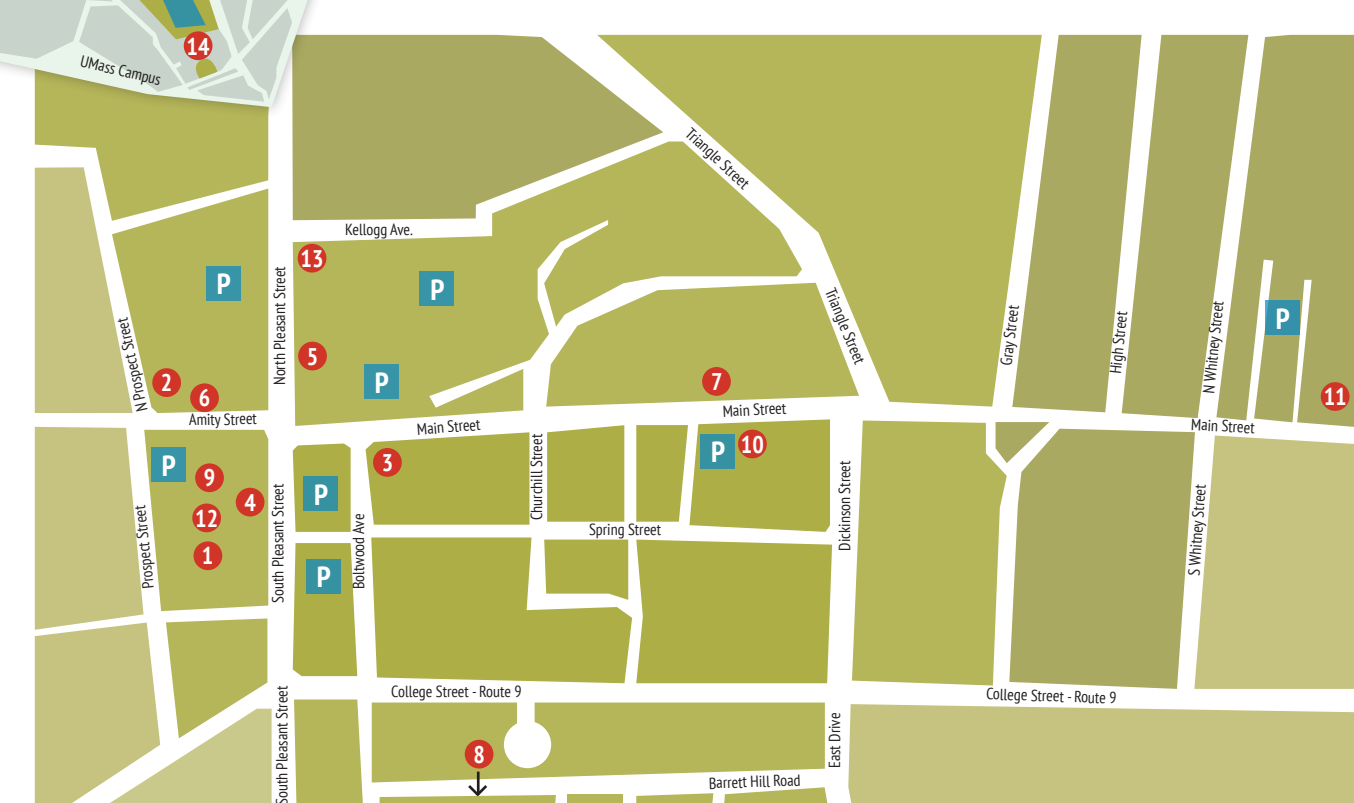 14
UMass Campus
Triangle Street
Kellogg Ave.
13
P
P
North Pleasant Street
P
Triangle Street
Gray Street
High Street
N Whitney Street
N Prospect Street
5
2
6
P
7
11
Amity Street
Main Street
Main Street
Main Street
P
9
4
12
1
Prospect Street
South Pleasant Street
P
P
Boltwood Ave
3
Churchill Street
P
10
Spring Street
Dickinson Street
S Whitney Street
College Street - Route 9
College Street - Route 9
South Pleasant Street
8
East Drive
Barrett Hill Road